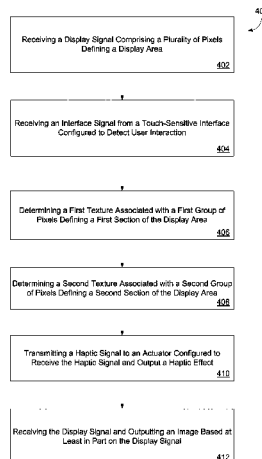 40
Receiving a Display Signal Comprising a Plurality of Pixels
Defining a Display Area
402
Receiving an Interface Signal from a Touch-Sensitive Interface
Configured to Detect User Interaction
404
Determining a First Texture Associated with a First Group of
Pixels Defining a First Section of the Display Area
406
Determining a Second Texture Associated with a Second Group
of Pixels Defining a Second Section of the Display Area
408
Transmitting a Haptic Signal to an Actuator Configured to
Receive the Haptic Signal and Output a Haptic Effect
410
Receiving the Display Signal and Outputting an Image Based at
Least in Part on the Display Signal
412